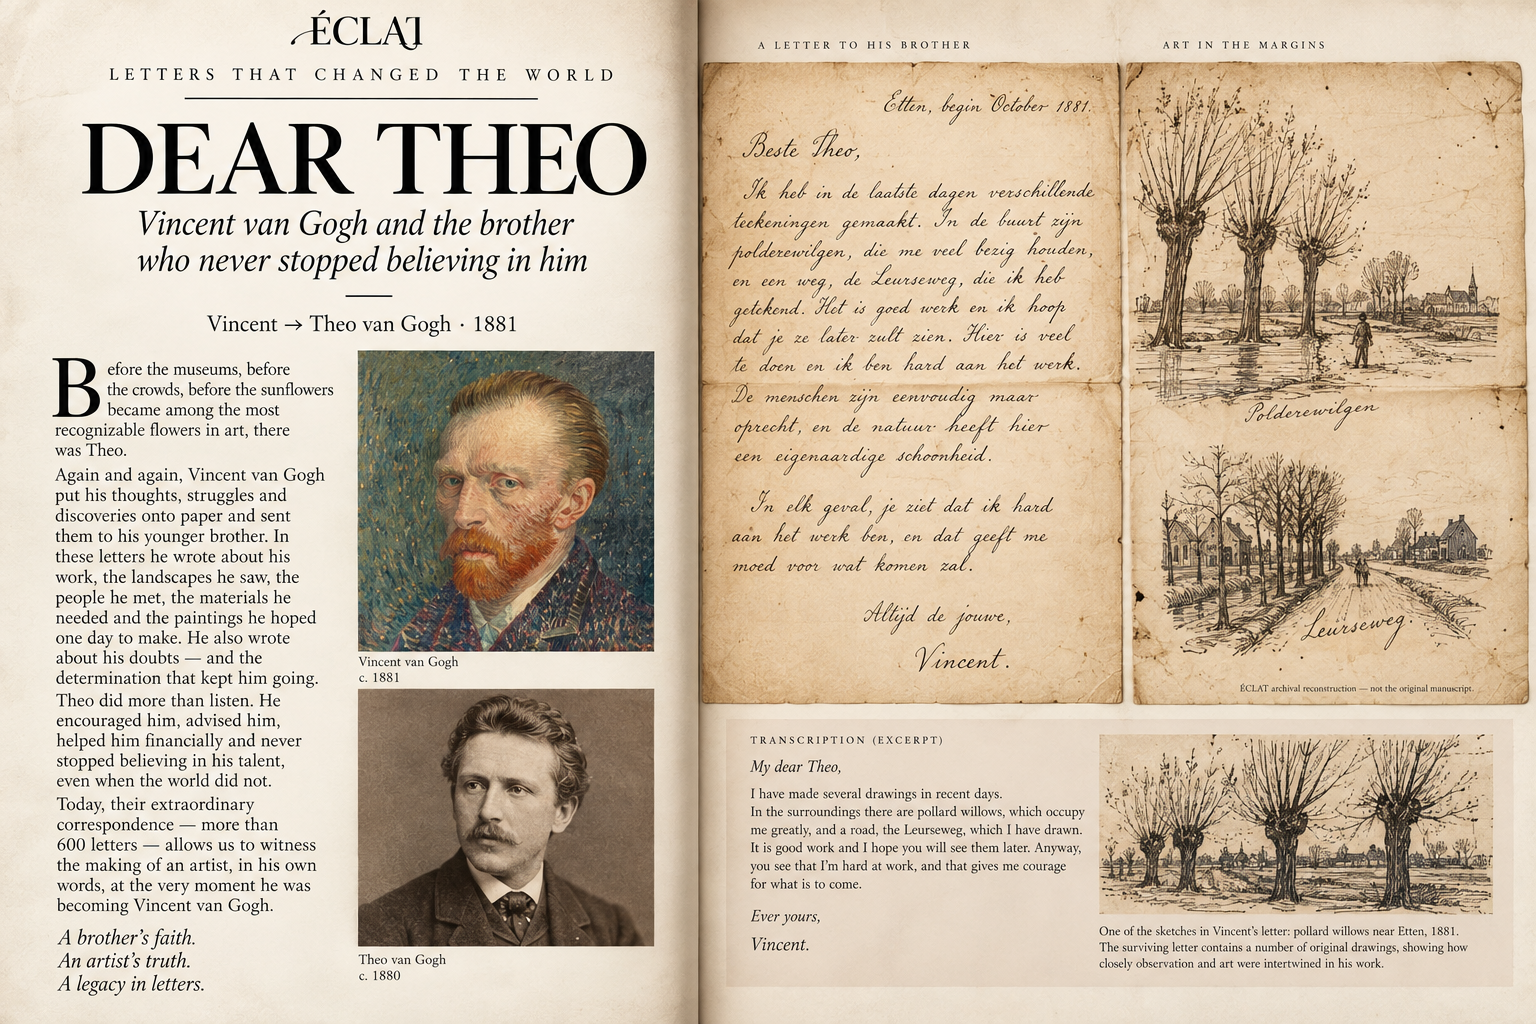 ÉCLAT
LETTERS THAT CHANGED THE WORLD
DEAR THEO
Vincent van Gogh and the brother
who never stopped believing in him
Vincent → Theo van Gogh · 1881
Before the museums, before
the crowds, before the sunflowers
became among the most
recognizable flowers in art, there
was Theo.
Again and again, Vincent van Gogh
put his thoughts, struggles and
discoveries onto paper and sent
them to his younger brother. In
these letters he wrote about his
work, the landscapes he saw, the
people he met, the materials he
needed and the paintings he hoped
one day to make. He also wrote
about his doubts — and the
determination that kept him going.
Theo did more than listen. He
encouraged him, advised him,
helped him financially and never
stopped believing in his talent,
even when the world did not.
Today, their extraordinary
correspondence — more than
600 letters — allows us to witness
the making of an artist, in his own
words, at the very moment he was
becoming Vincent van Gogh.
A brother's faith.
An artist's truth.
A legacy in letters.
Vincent van Gogh
c. 1881
Theo van Gogh
c. 1880
A LETTER TO HIS BROTHER
Etten, begin October 1881.
Beste Theo,
Ik heb in de laatste dagen verschillende
teckeningen gemaakt. In de buurt zijn
polderewilgen, die me veel bezig houden,
en een weg, de Leurseweg, die ik heb
getekend. Het is goed werk en ik hoop
dat je ze later zult zien. Hier is veel
te doen en ik ben hard aan het werk.
De menschen zijn eenvoudig maar
oprecht, en de natuur heeft hier
een eigenaardige schoonheid.
In elk geval, je ziet dat ik hard
aan het werk ben, en dat geeft me
moed voor wat komen zal.
Altijd de jouwe,
Vincent.
ART IN THE MARGINS
Polderewilgen
Leurseweg.
ÉCLAT archival reconstruction — not the original manuscript.
TRANSCRIPTION (EXCERPT)
My dear Theo,
I have made several drawings in recent days.
In the surroundings there are pollard willows, which occupy
me greatly, and a road, the Leurseweg, which I have drawn.
It is good work and I hope you will see them later. Anyway,
you see that I'm hard at work, and that gives me courage
for what is to come.
Ever yours,
Vincent.
One of the sketches in Vincent's letter: pollard willows near Etten, 1881.
The surviving letter contains a number of original drawings, showing how
closely observation and art were intertwined in his work.